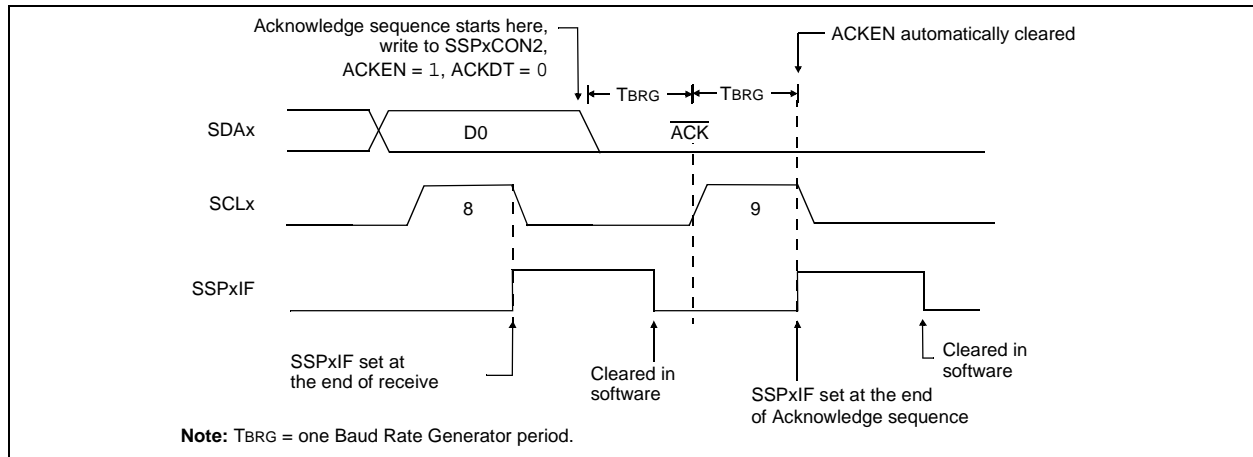 Acknowledge sequence starts here,
write to SSPxCON2,
ACKEN = 1, ACKDT = 0
ACKEN automatically cleared
TBRG
TBRG
SDAx
D0
ACK
SCLx
8
9
SSPxIF
SSPxIF set at
the end of receive
Cleared in
software
SSPxIF set at the end
of Acknowledge sequence
Cleared in
software
Note: TBRG = one Baud Rate Generator period.